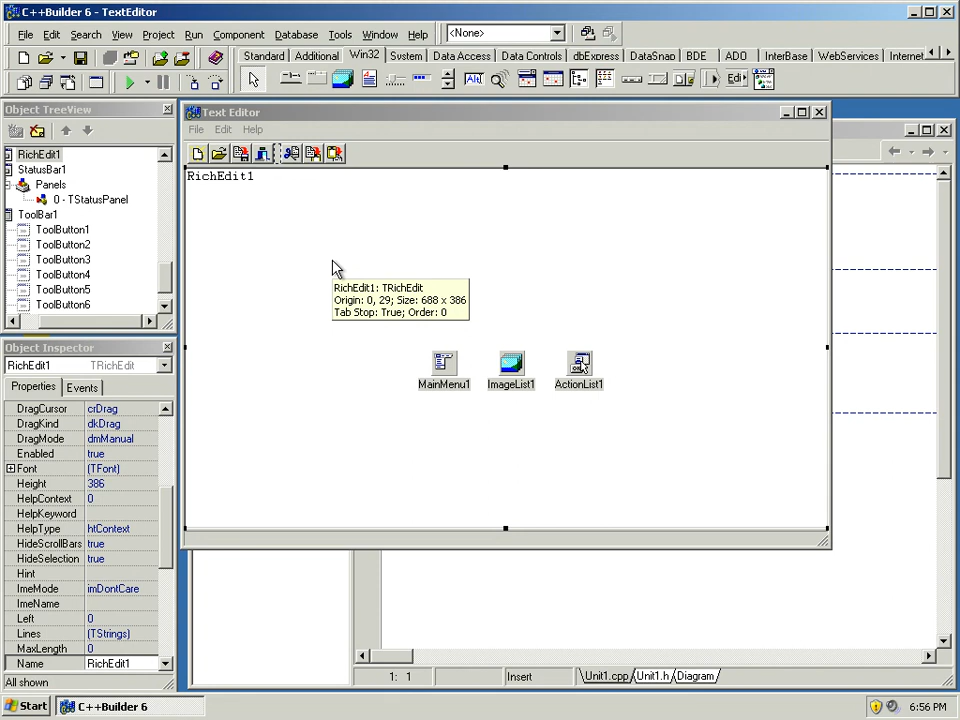 C++Builder 6 - TextEditor
File Edit Search View Project Run Component Database Tools Help <None>
Standard Additional Win32 System Data Access Data Controls dbExpress DataSnap BDE ADO InterBase WebServices Internet
Object TreeView
RichEdit1
StatusBar1
Panels
0 - TStatusPanel
ToolBar1
ToolButton1
ToolButton2
ToolButton3
ToolButton4
ToolButton5
ToolButton6
Object Inspector
RichEdit1 TRichEdit
Properties Events
DragCursor crDrag
DragKind dkDrag
DragMode dmManual
Enabled true
Font (TFont)
Height 386
HelpContext 0
HelpKeyword
HelpType htContext
HideScrollBars true
HideSelection true
Hint
ImeMode imDontCare
ImeName
Left 0
Lines (TStrings)
MaxLength 0
Name RichEdit1
All shown
Text Editor
File Edit Help
RichEdit1
RichEdit1: TRichEdit
Origin: 0, 29; Size: 688 x 386
Tab Stop: True; Order: 0
MainMenu1 ImageList1 ActionList1
1: 1 Insert Unit1.cpp Unit1.h Diagram
Start C++Builder 6 6:56 PM